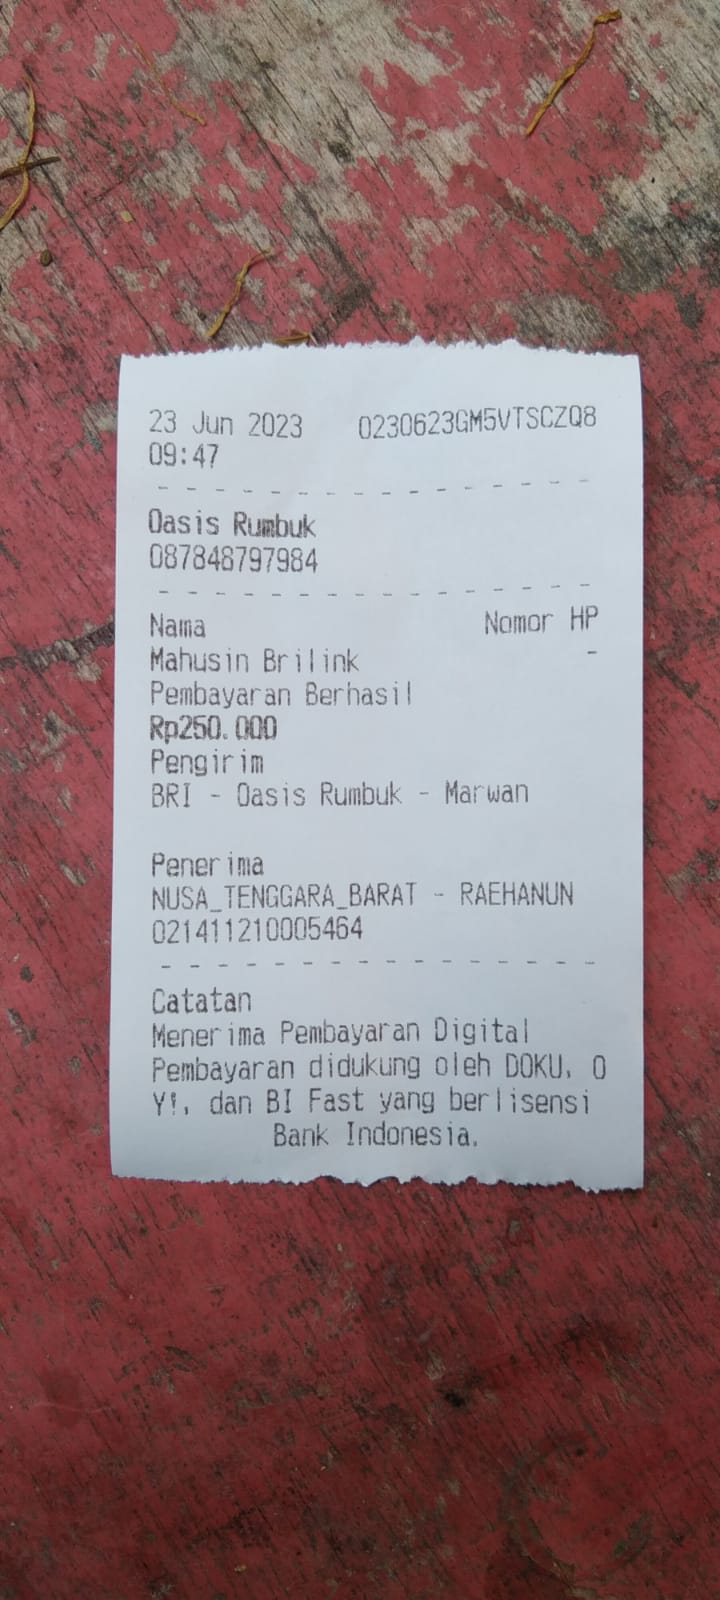 23 Jun 2023 0230623GM5VTSCZQ8
09:47
Oasis Rumbuk
087848797984
Nama Nomor HP
Mahusin Brilink -
Pembayaran Berhasil
Rp250.000
Pengirim
BRI - Oasis Rumbuk - Marwan
Penerima
NUSA_TENGGARA_BARAT - RAEHANUN
021411210005464
Catatan
Menerima Pembayaran Digital
Pembayaran didukung oleh DOKU, O
Y!, dan BI Fast yang berlisensi
Bank Indonesia.